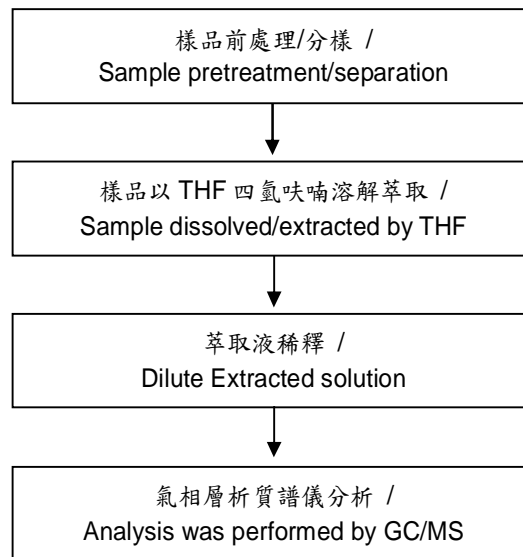 樣品前處理/分樣 /
Sample pretreatment/separation
樣品以 THF 四氫呋喃溶解萃取 /
Sample dissolved/extracted by THF
萃取液稀釋 /
Dilute Extracted solution
氣相層析質譜儀分析 /
Analysis was performed by GC/MS